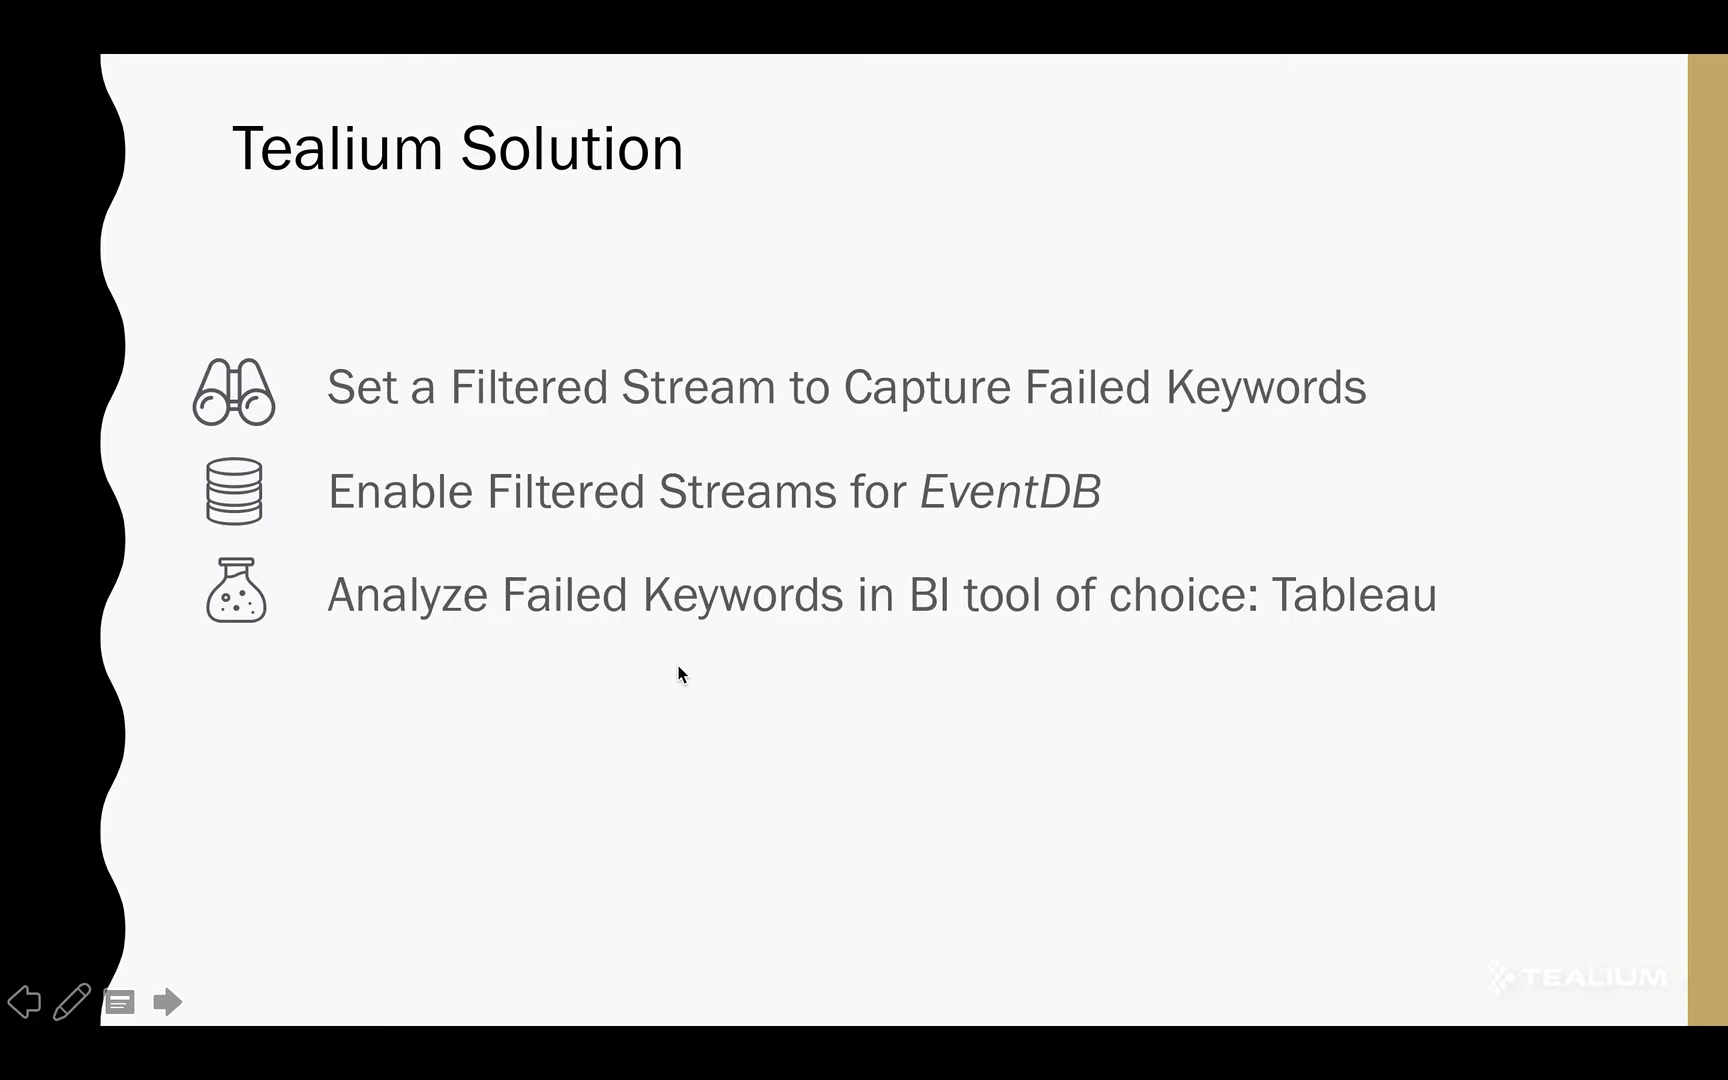 Tealium Solution
Set a Filtered Stream to Capture Failed Keywords
Enable Filtered Streams for EventDB
Analyze Failed Keywords in BI tool of choice: Tableau
TEALIUM